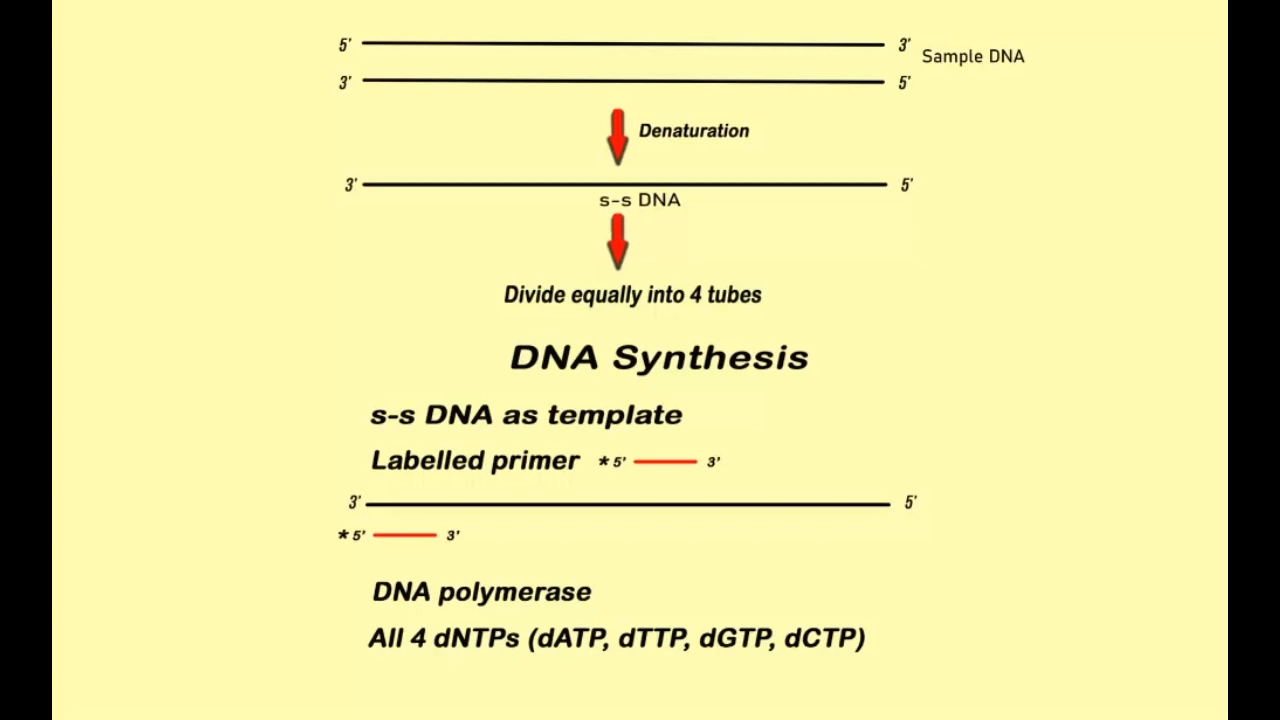 5' 3'
Sample DNA
3' 5'
Denaturation
3' 5'
s-s DNA
Divide equally into 4 tubes
DNA Synthesis
s-s DNA as template
Labelled primer * 5' 3'
3' 5'
* 5' 3'
DNA polymerase
All 4 dNTPs (dATP, dTTP, dGTP, dCTP)